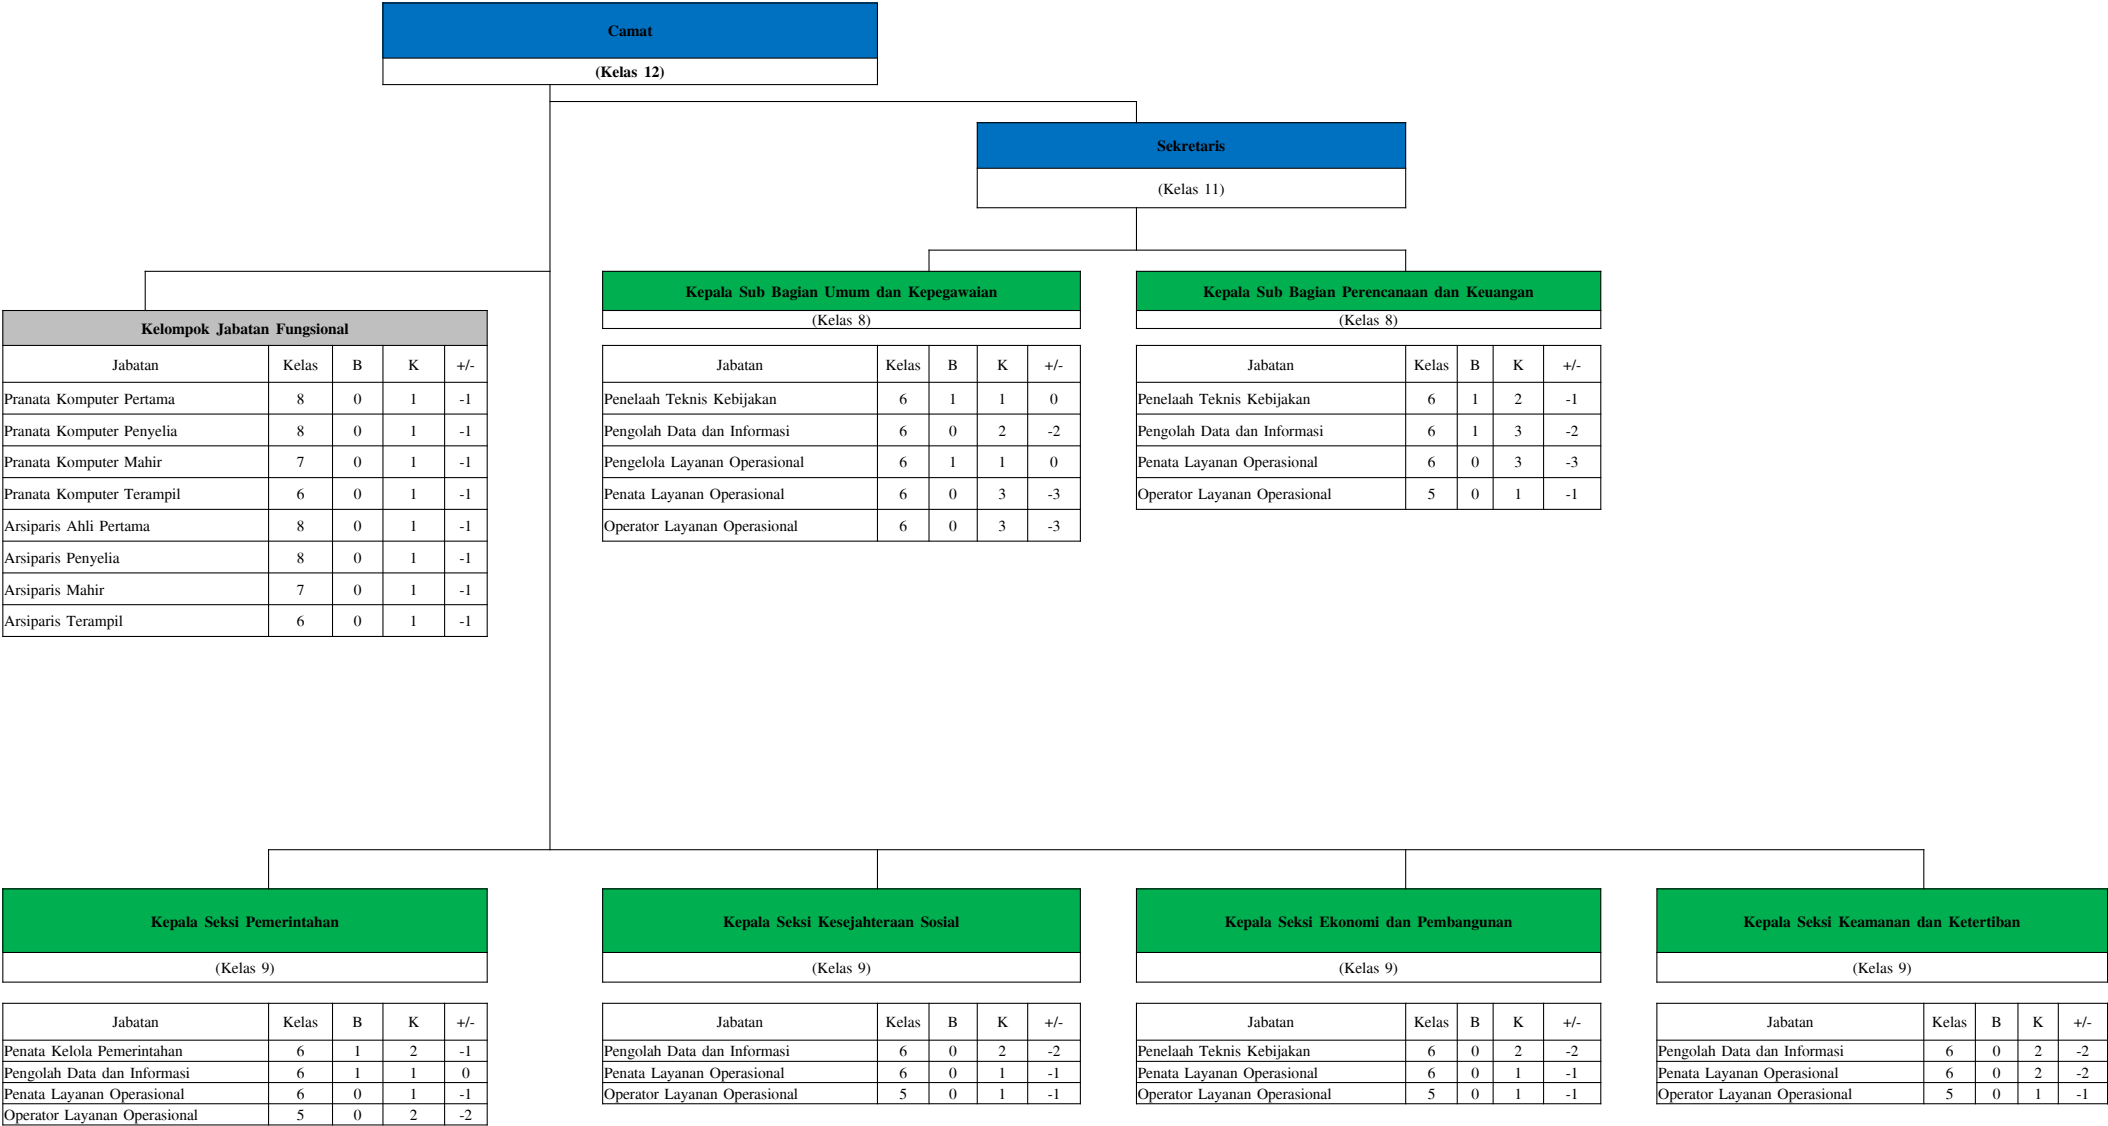 Camat
(Kelas 12)
Sekretaris
(Kelas 11)
Kelompok Jabatan Fungsional
Jabatan Kelas B K +/-
Pranata Komputer Pertama 8 0 1 -1
Pranata Komputer Penyelia 8 0 1 -1
Pranata Komputer Mahir 7 0 1 -1
Pranata Komputer Terampil 6 0 1 -1
Arsiparis Ahli Pertama 8 0 1 -1
Arsiparis Penyelia 8 0 1 -1
Arsiparis Mahir 7 0 1 -1
Arsiparis Terampil 6 0 1 -1
Kepala Sub Bagian Umum dan Kepegawaian
(Kelas 8)
Jabatan Kelas B K +/-
Penelaah Teknis Kebijakan 6 1 1 0
Pengolah Data dan Informasi 6 0 2 -2
Pengelola Layanan Operasional 6 1 1 0
Penata Layanan Operasional 6 0 3 -3
Operator Layanan Operasional 6 0 3 -3
Kepala Sub Bagian Perencanaan dan Keuangan
(Kelas 8)
Jabatan Kelas B K +/-
Penelaah Teknis Kebijakan 6 1 2 -1
Pengolah Data dan Informasi 6 1 3 -2
Penata Layanan Operasional 6 0 3 -3
Operator Layanan Operasional 5 0 1 -1
Kepala Seksi Pemerintahan
(Kelas 9)
Jabatan Kelas B K +/-
Penata Kelola Pemerintahan 6 1 2 -1
Pengolah Data dan Informasi 6 1 1 0
Penata Layanan Operasional 6 0 1 -1
Operator Layanan Operasional 5 0 2 -2
Kepala Seksi Kesejahteraan Sosial
(Kelas 9)
Jabatan Kelas B K +/-
Pengolah Data dan Informasi 6 0 2 -2
Penata Layanan Operasional 6 0 1 -1
Operator Layanan Operasional 5 0 1 -1
Kepala Seksi Ekonomi dan Pembangunan
(Kelas 9)
Jabatan Kelas B K +/-
Penelaah Teknis Kebijakan 6 0 2 -2
Penata Layanan Operasional 6 0 1 -1
Operator Layanan Operasional 5 0 1 -1
Kepala Seksi Keamanan dan Ketertiban
(Kelas 9)
Jabatan Kelas B K +/-
Pengolah Data dan Informasi 6 0 2 -2
Penata Layanan Operasional 6 0 2 -2
Operator Layanan Operasional 5 0 1 -1